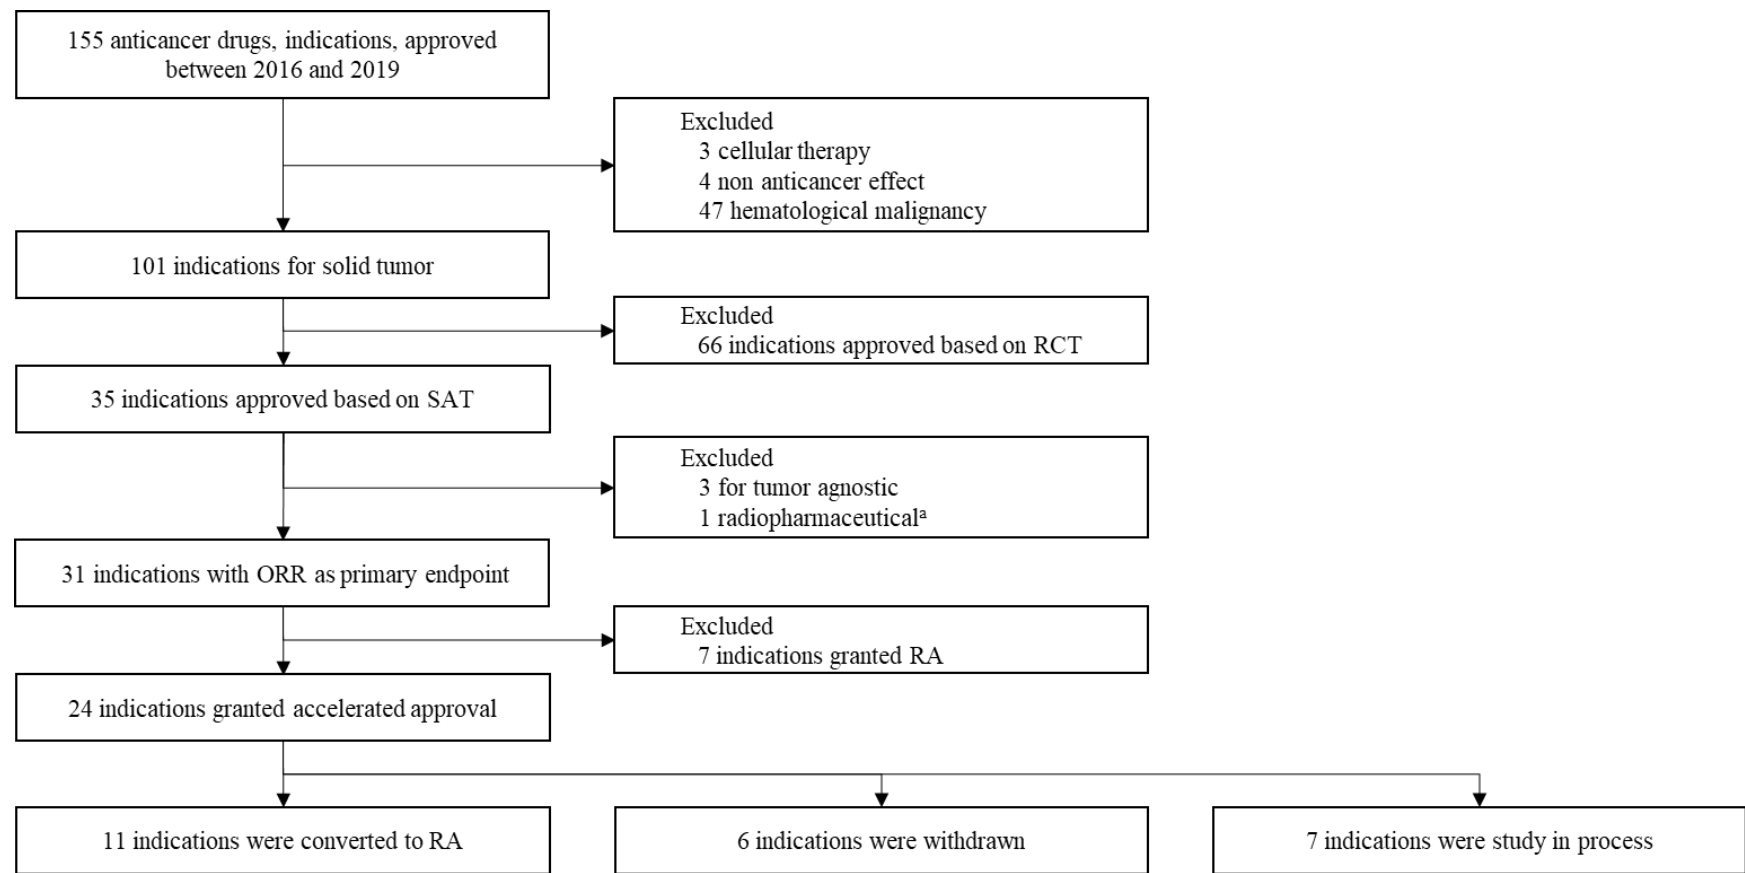 155 anticancer drugs, indications, approved
between 2016 and 2019
Excluded
3 cellular therapy
4 non anticancer effect
47 hematological malignancy
101 indications for solid tumor
Excluded
66 indications approved based on RCT
35 indications approved based on SAT
Excluded
3 for tumor agnostic
1 radiopharmaceuticalᵃ
31 indications with ORR as primary endpoint
Excluded
7 indications granted RA
24 indications granted accelerated approval
11 indications were converted to RA
6 indications were withdrawn
7 indications were study in process